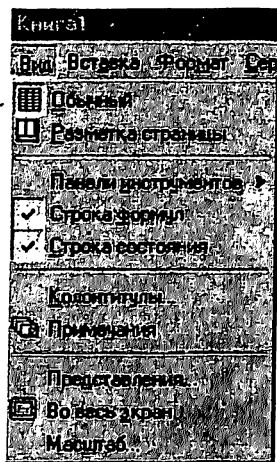 Книга1
Вид Вставка Формат Сер
Обычный
Разметка страницы
Панели инструментов
Строка формул
Строка состояния
Колонтитулы...
Примечания
Представления...
Во весь экран
Масштаб...